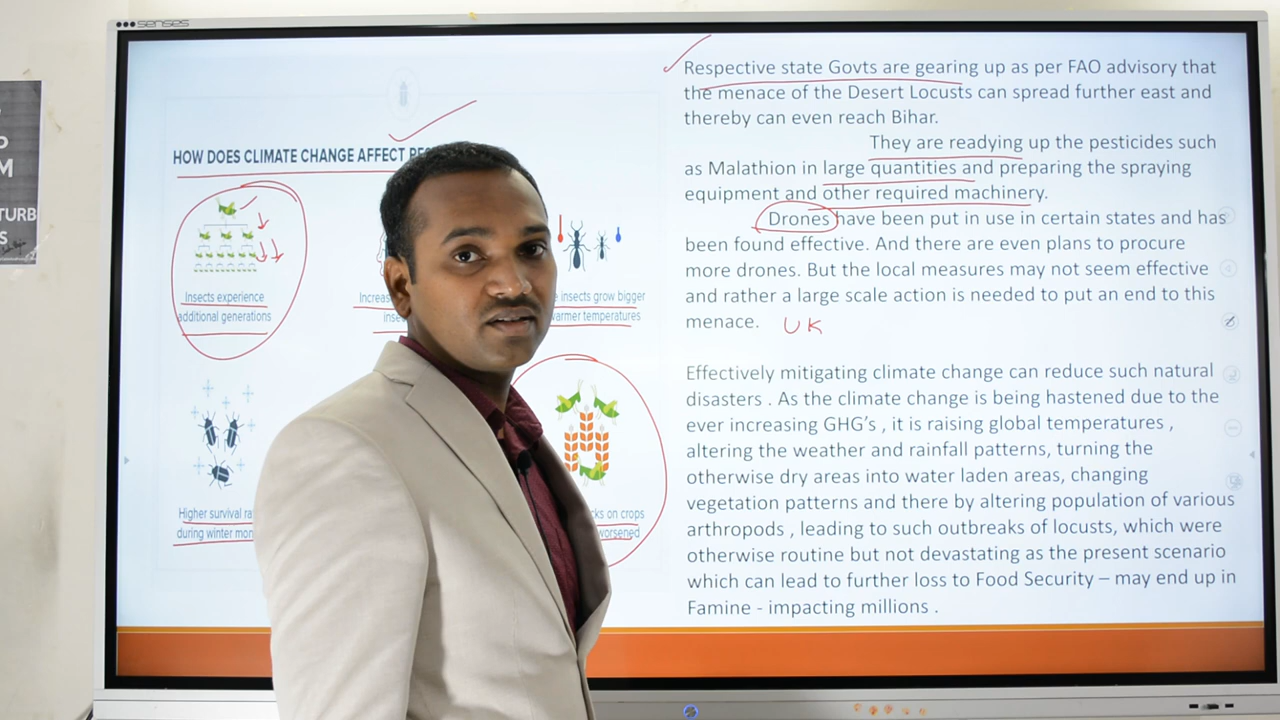 senses
HOW DOES CLIMATE CHANGE AFFECT
Insects experience
additional generations
insects grow bigger
warmer temperatures
Higher survival
during winter
on crops
worsened
Respective state Govts are gearing up as per FAO advisory that
the menace of the Desert Locusts can spread further east and
thereby can even reach Bihar.
They are readying up the pesticides such
as Malathion in large quantities and preparing the spraying
equipment and other required machinery.
Drones have been put in use in certain states and has
been found effective. And there are even plans to procure
more drones. But the local measures may not seem effective
and rather a large scale action is needed to put an end to this
menace. UK
Effectively mitigating climate change can reduce such natural
disasters . As the climate change is being hastened due to the
ever increasing GHG's , it is raising global temperatures ,
altering the weather and rainfall patterns, turning the
otherwise dry areas into water laden areas, changing
vegetation patterns and there by altering population of various
arthropods , leading to such outbreaks of locusts, which were
otherwise routine but not devastating as the present scenario
which can lead to further loss to Food Security – may end up in
Famine - impacting millions .